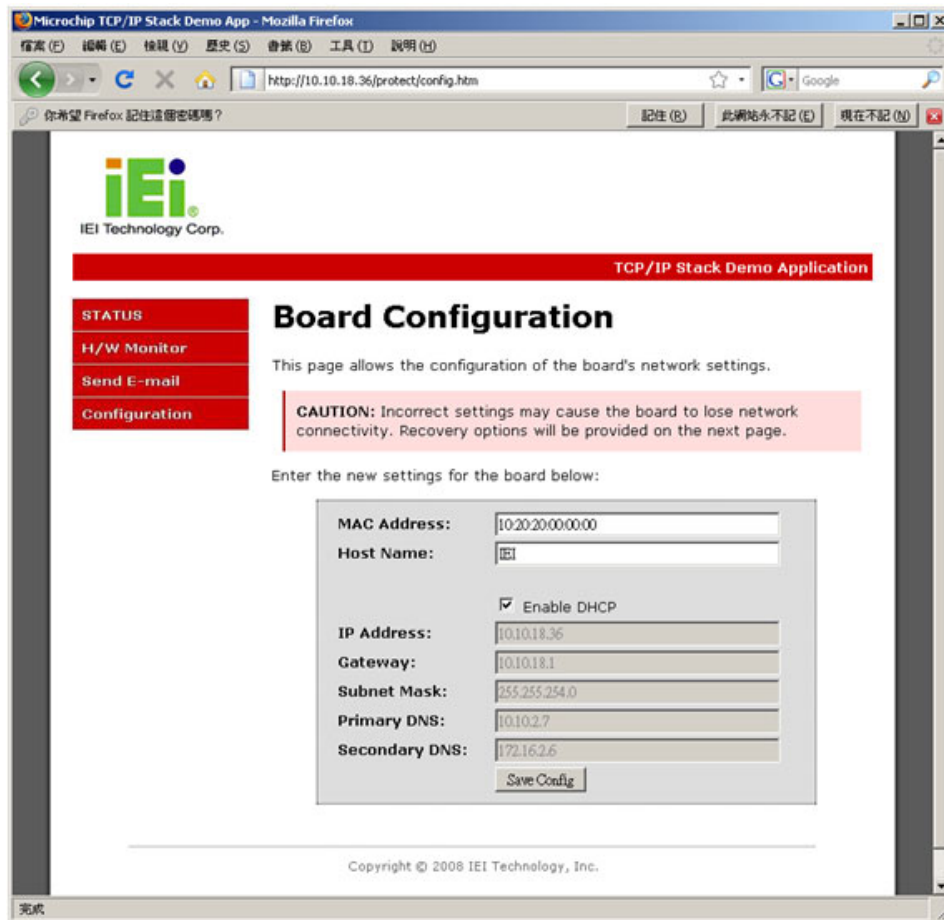 Microchip TCP/IP Stack Demo App - Mozilla Firefox
檔案(F) 編輯(E) 檢視(V) 歷史(S) 書籤(B) 工具(T) 說明(H)
http://10.10.18.36/protect/config.htm
Google
你希望 Firefox 記住這個密碼嗎？ 記住(R) 此網站永不記(E) 現在不記(N)
iEi®
IEI Technology Corp.
TCP/IP Stack Demo Application
STATUS
H/W Monitor
Send E-mail
Configuration
Board Configuration
This page allows the configuration of the board's network settings.
CAUTION: Incorrect settings may cause the board to lose network
connectivity. Recovery options will be provided on the next page.
Enter the new settings for the board below:
MAC Address: 10:20:20:00:00:00
Host Name: IEI
Enable DHCP
IP Address: 10.10.18.36
Gateway: 10.10.18.1
Subnet Mask: 255.255.254.0
Primary DNS: 10.10.2.7
Secondary DNS: 172.16.2.6
Save Config
Copyright © 2008 IEI Technology, Inc.
完成